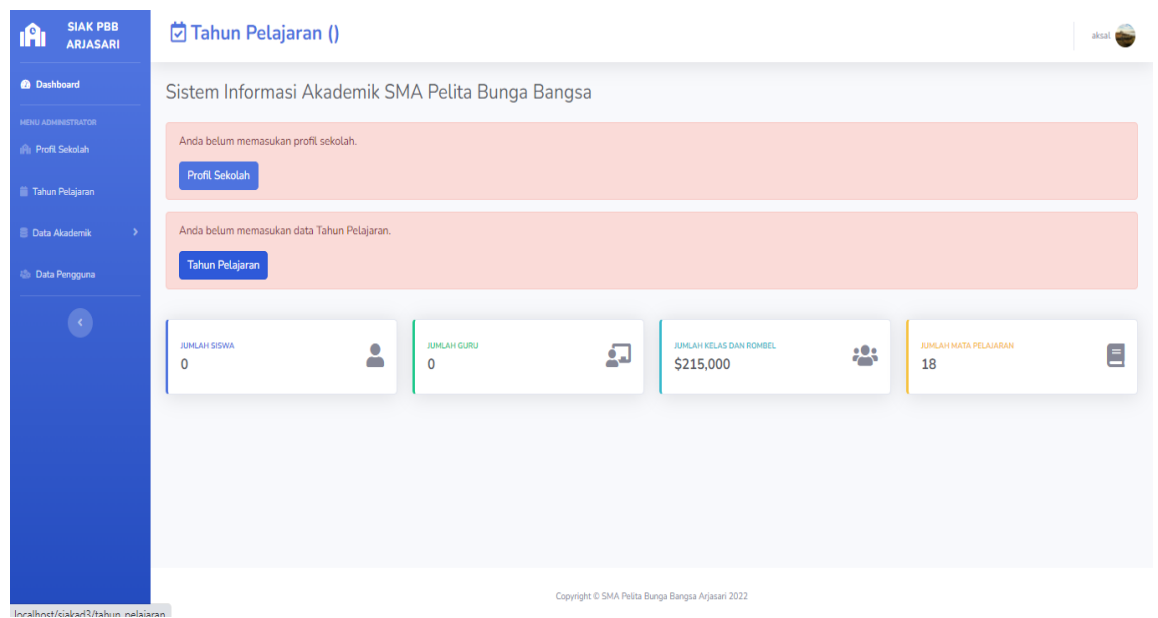 SIAK PBB
ARJASARI
Tahun Pelajaran ()
aksal
Dashboard
MENU ADMINISTRATOR
Profil Sekolah
Tahun Pelajaran
Data Akademik
Data Pengguna
Sistem Informasi Akademik SMA Pelita Bunga Bangsa
Anda belum memasukan profil sekolah.
Profil Sekolah
Anda belum memasukan data Tahun Pelajaran.
Tahun Pelajaran
JUMLAH SISWA
0
JUMLAH GURU
0
JUMLAH KELAS DAN ROMBEL
$215,000
JUMLAH MATA PELAJARAN
18
Copyright © SMA Pelita Bunga Bangsa Arjasari 2022
localhost/siakad3/tahun_pelajaran